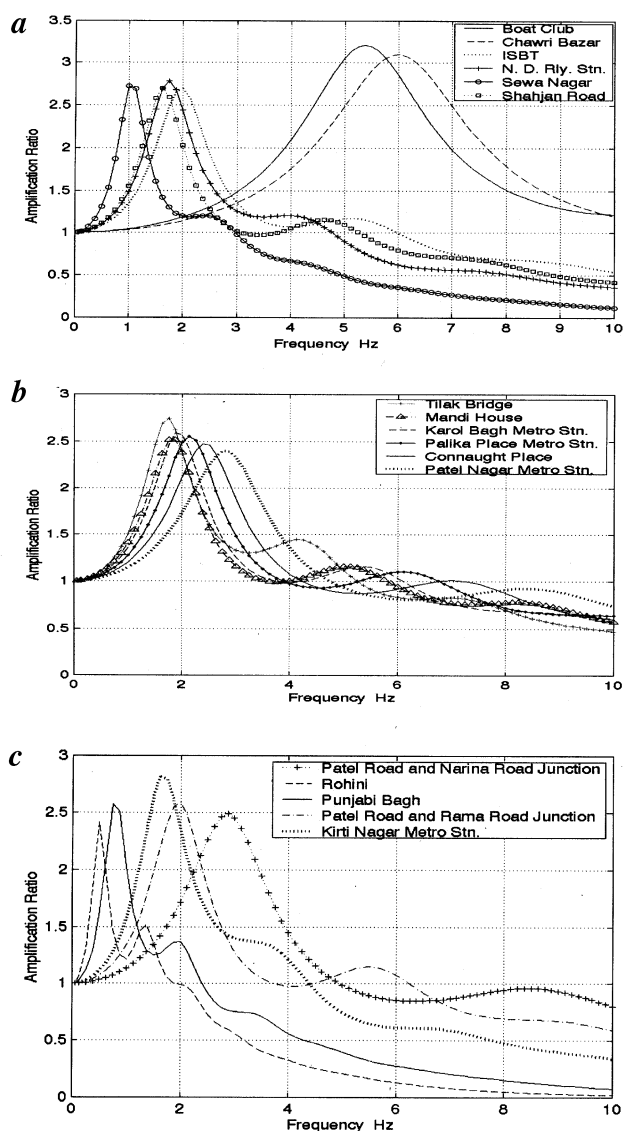 a
3.5
3
2.5
2
1.5
1
0.5
0
Amplification Ratio
Boat Club
Chawri Bazar
ISBT
N. D. Rly. Stn.
Sewa Nagar
Shahjan Road
0 1 2 3 4 5 6 7 8 9 10
Frequency Hz
b
3
2.5
2
1.5
1
0.5
0
Amplification Ratio
Tilak Bridge
Mandi House
Karol Bagh Metro Stn.
Palika Place Metro Stn.
Connaught Place
Patel Nagar Metro Stn.
0 2 4 6 8 10
Frequency Hz
c
3
2.5
2
1.5
1
0.5
0
Amplification Ratio
Patel Road and Narina Road Junction
Rohini
Punjabi Bagh
Patel Road and Rama Road Junction
Kirti Nagar Metro Stn.
0 2 4 6 8 10
Frequency Hz